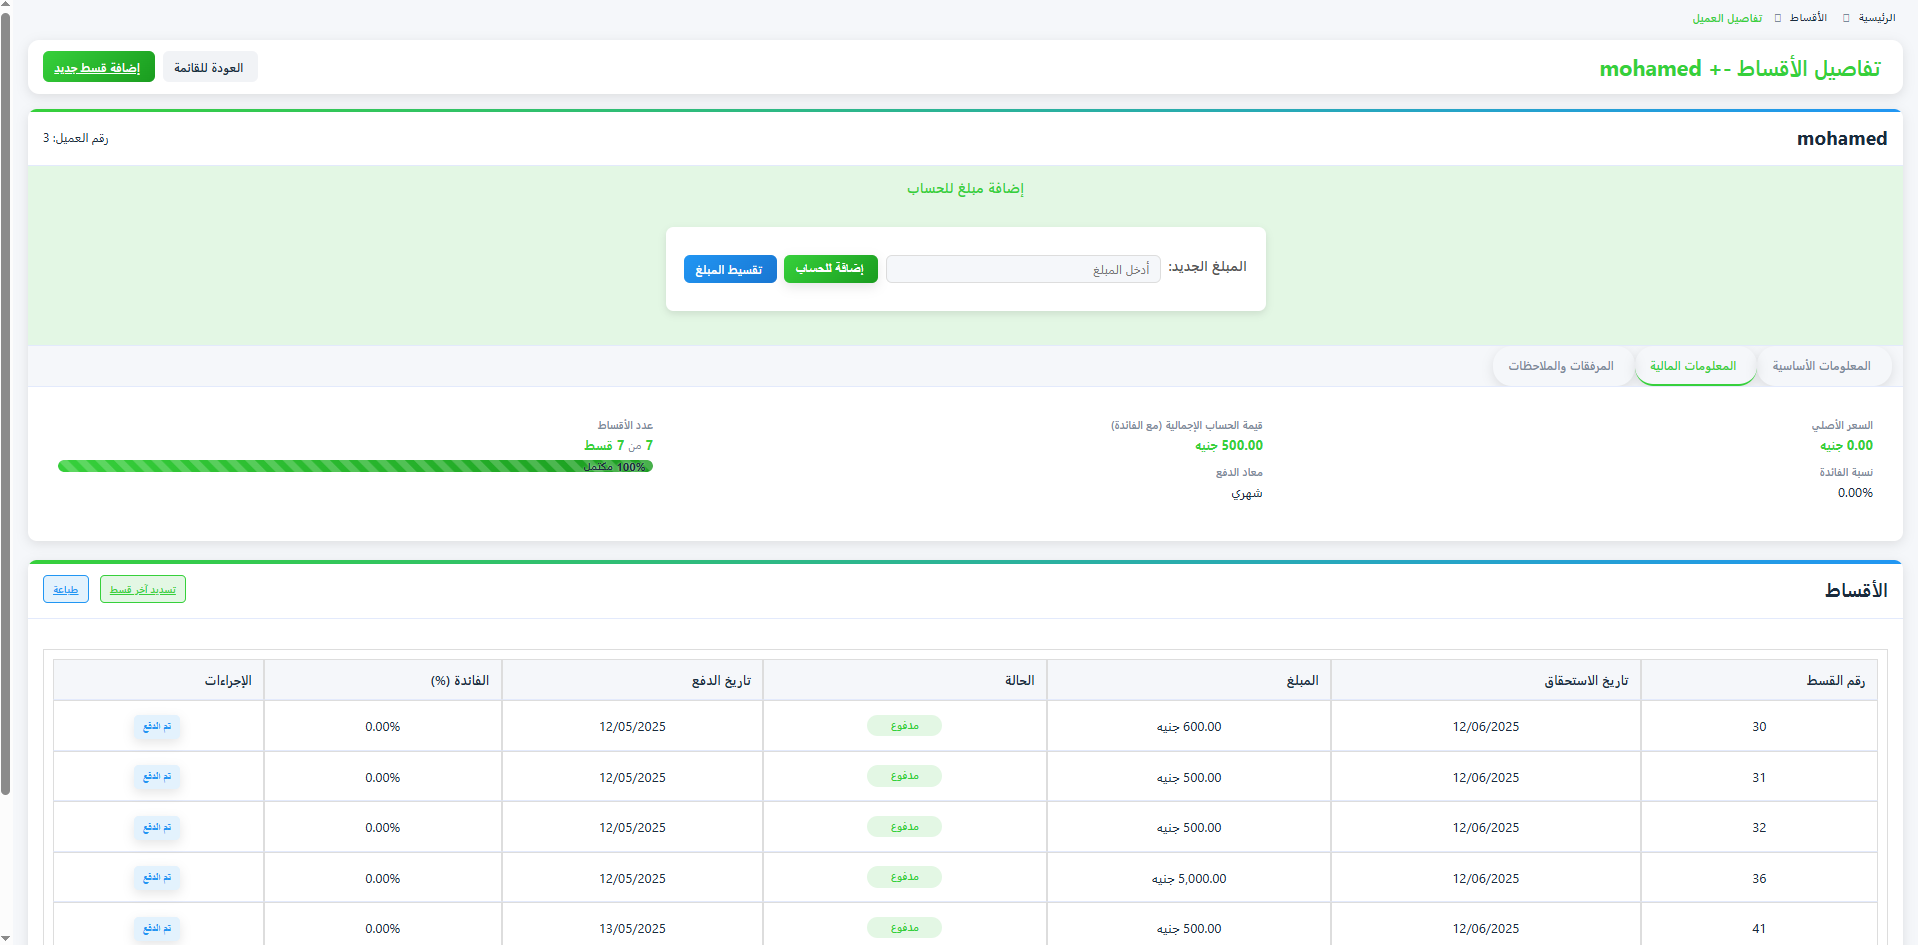 الرئيسية الأقساط تفاصيل العميل
تفاصيل الأقساط -+ mohamed
العودة للقائمة
إضافة قسط جديد
mohamed
رقم العميل: 3
إضافة مبلغ للحساب
المبلغ الجديد:
أدخل المبلغ
إضافة للحساب
تقسيط المبلغ
المعلومات الأساسية
المعلومات المالية
المرفقات والملاحظات
السعر الأصلي
0.00 جنيه
نسبة الفائدة
0.00%
قيمة الحساب الإجمالية (مع الفائدة)
500.00 جنيه
معاد الدفع
شهري
عدد الأقساط
7 من 7 قسط
100% مكتمل
الأقساط
تسديد آخر قسط
طباعة
رقم القسط تاريخ الاستحقاق المبلغ الحالة تاريخ الدفع الفائدة (%) الإجراءات
30 12/06/2025 600.00 جنيه مدفوع 12/05/2025 0.00% تم الدفع
31 12/06/2025 500.00 جنيه مدفوع 12/05/2025 0.00% تم الدفع
32 12/06/2025 500.00 جنيه مدفوع 12/05/2025 0.00% تم الدفع
36 12/06/2025 5,000.00 جنيه مدفوع 12/05/2025 0.00% تم الدفع
41 12/06/2025 500.00 جنيه مدفوع 13/05/2025 0.00% تم الدفع